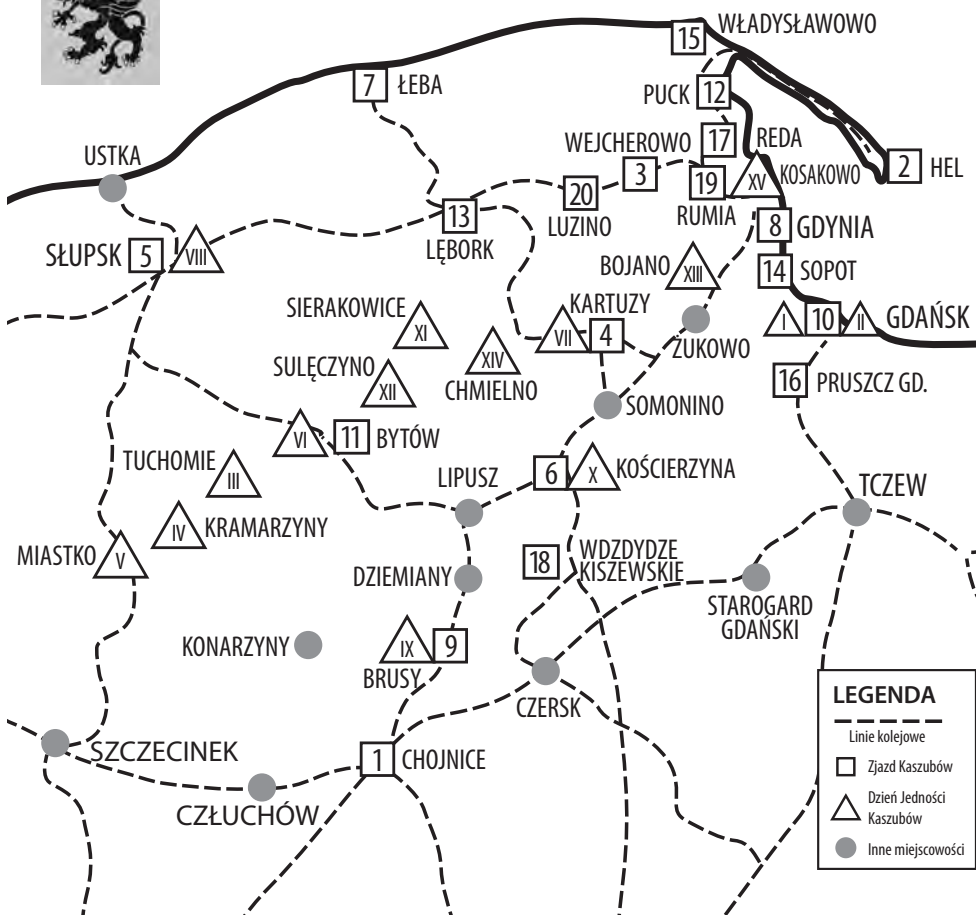 WŁADYSŁAWOWO
15
7
ŁEBA
PUCK
12
USTKA
WEJCHEROWO
17
REDA
3
XV
KOSAKOWO
2
HEL
20
19
LUZINO
RUMIA
13
LĘBORK
8
GDYNIA
SŁUPSK
5
VIII
BOJANO
XIII
14
SOPOT
SIERAKOWICE
XI
KARTUZY
VII
4
ŻUKOWO
I
10
II
GDAŃSK
SULĘCZYNO
XII
XIV
CHMIELNO
16
PRUSZCZ GD.
SOMONINO
VI
11
BYTÓW
TUCHOMIE
III
LIPUSZ
6
X
KOŚCIERZYNA
TCZEW
IV
KRAMARZYNY
MIASTKO
V
DZIEMIANY
18
WDZDYDZE
KISZEWSKIE
STAROGARD
GDAŃSKI
KONARZYNY
IX
9
BRUSY
CZERSK
SZCZECINEK
1
CHOJNICE
CZŁUCHÓW
LEGENDA
Linie kolejowe
Zjazd Kaszubów
Dzień Jedności
Kaszubów
Inne miejscowości